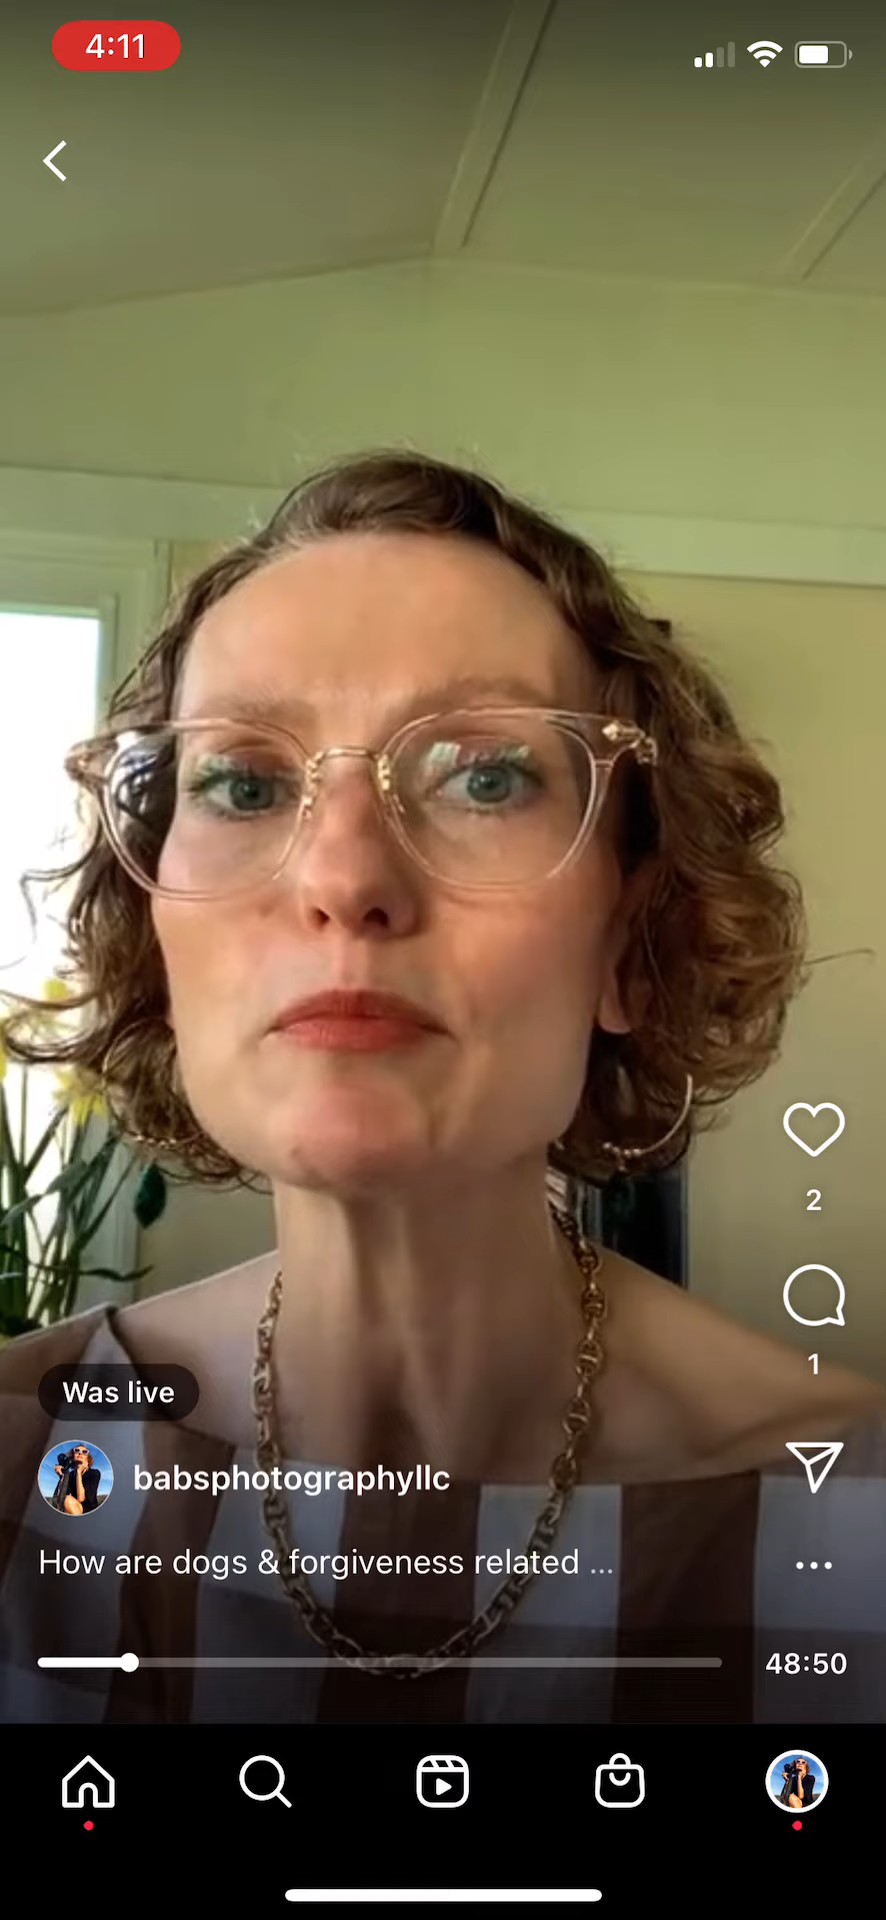 4:11
Was live
babsphotographyllc
How are dogs & forgiveness related ...
2
1
48:50